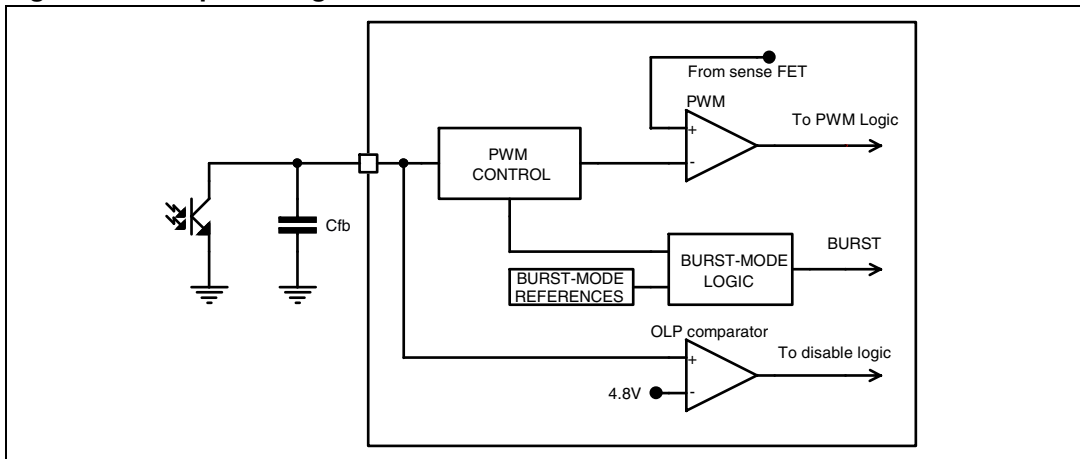 From sense FET
PWM
To PWM Logic
+
-
PWM
CONTROL
Cfb
BURST
BURST-MODE
LOGIC
BURST-MODE
REFERENCES
OLP comparator
To disable logic
+
4.8V
-